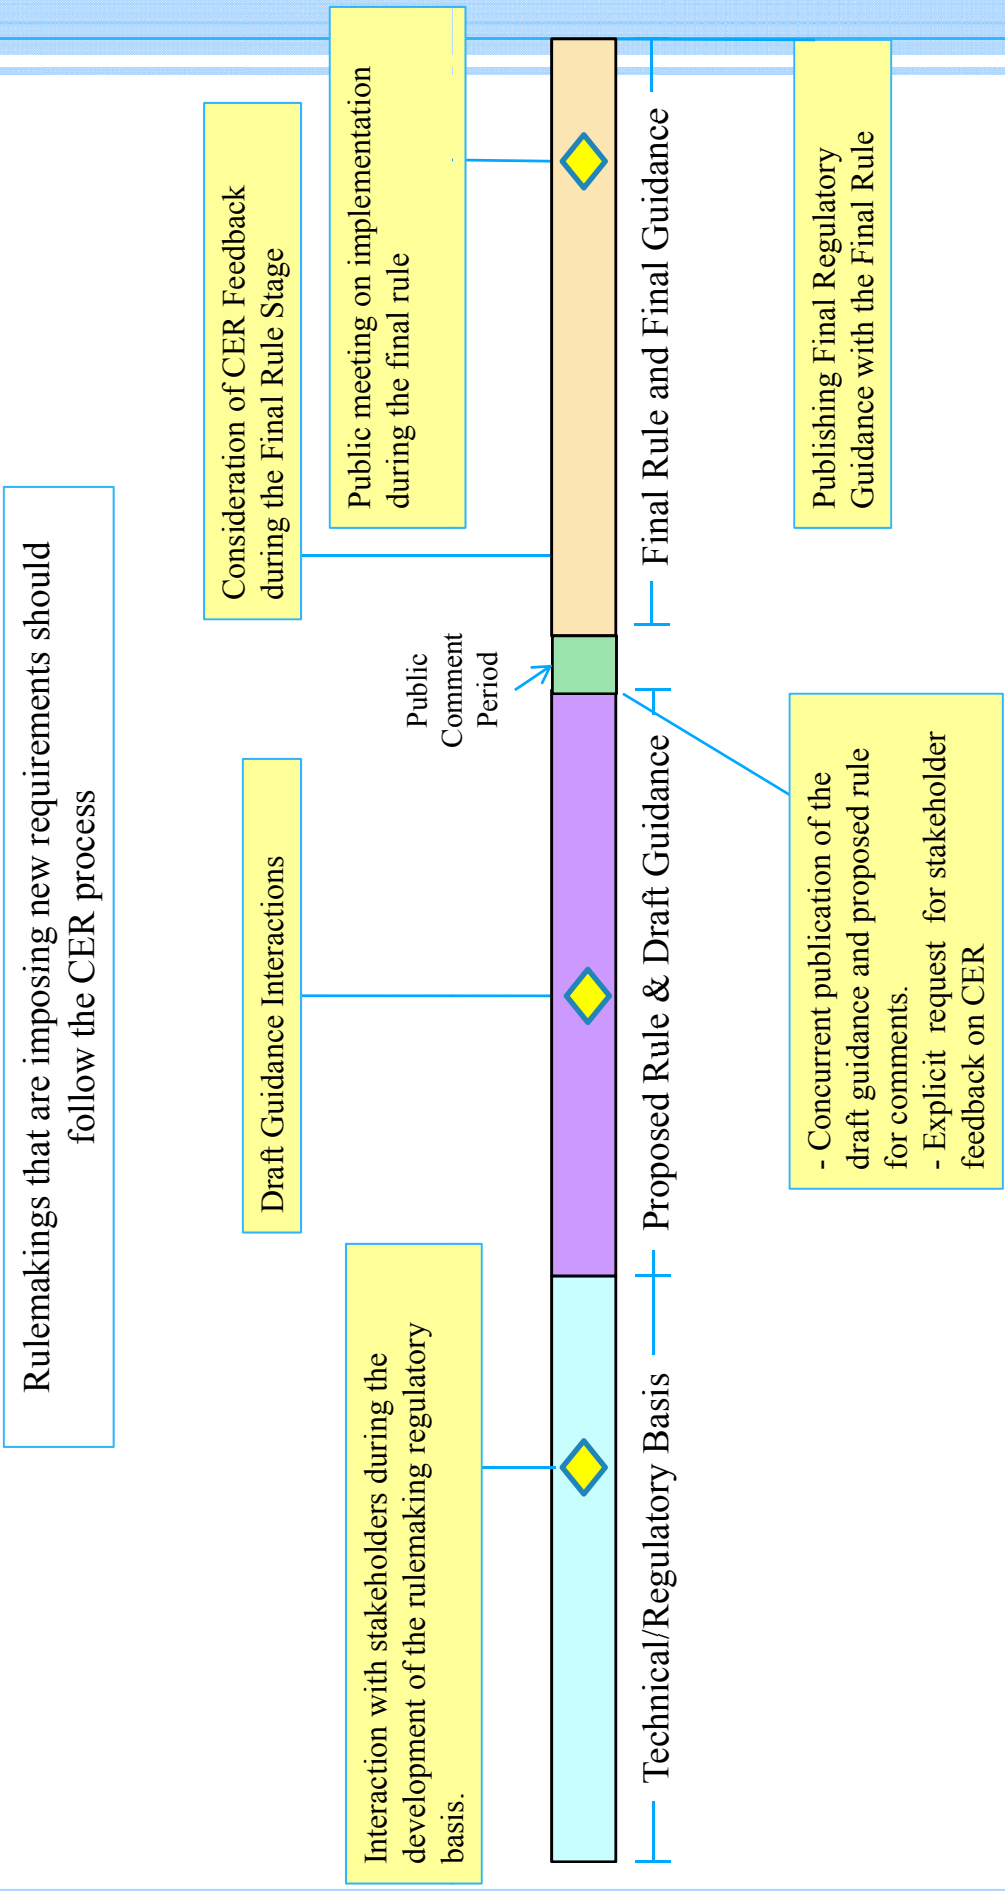 Rulemakings that are imposing new requirements should
follow the CER process
Consideration of CER Feedback
during the Final Rule Stage
Draft Guidance Interactions
Public meeting on implementation
during the final rule
Interaction with stakeholders during the
development of the rulemaking regulatory
basis.
Public
Comment
Period
Technical/Regulatory Basis
Proposed Rule & Draft Guidance
Final Rule and Final Guidance
- Concurrent publication of the
draft guidance and proposed rule
for comments.
- Explicit request for stakeholder
feedback on CER
Publishing Final Regulatory
Guidance with the Final Rule